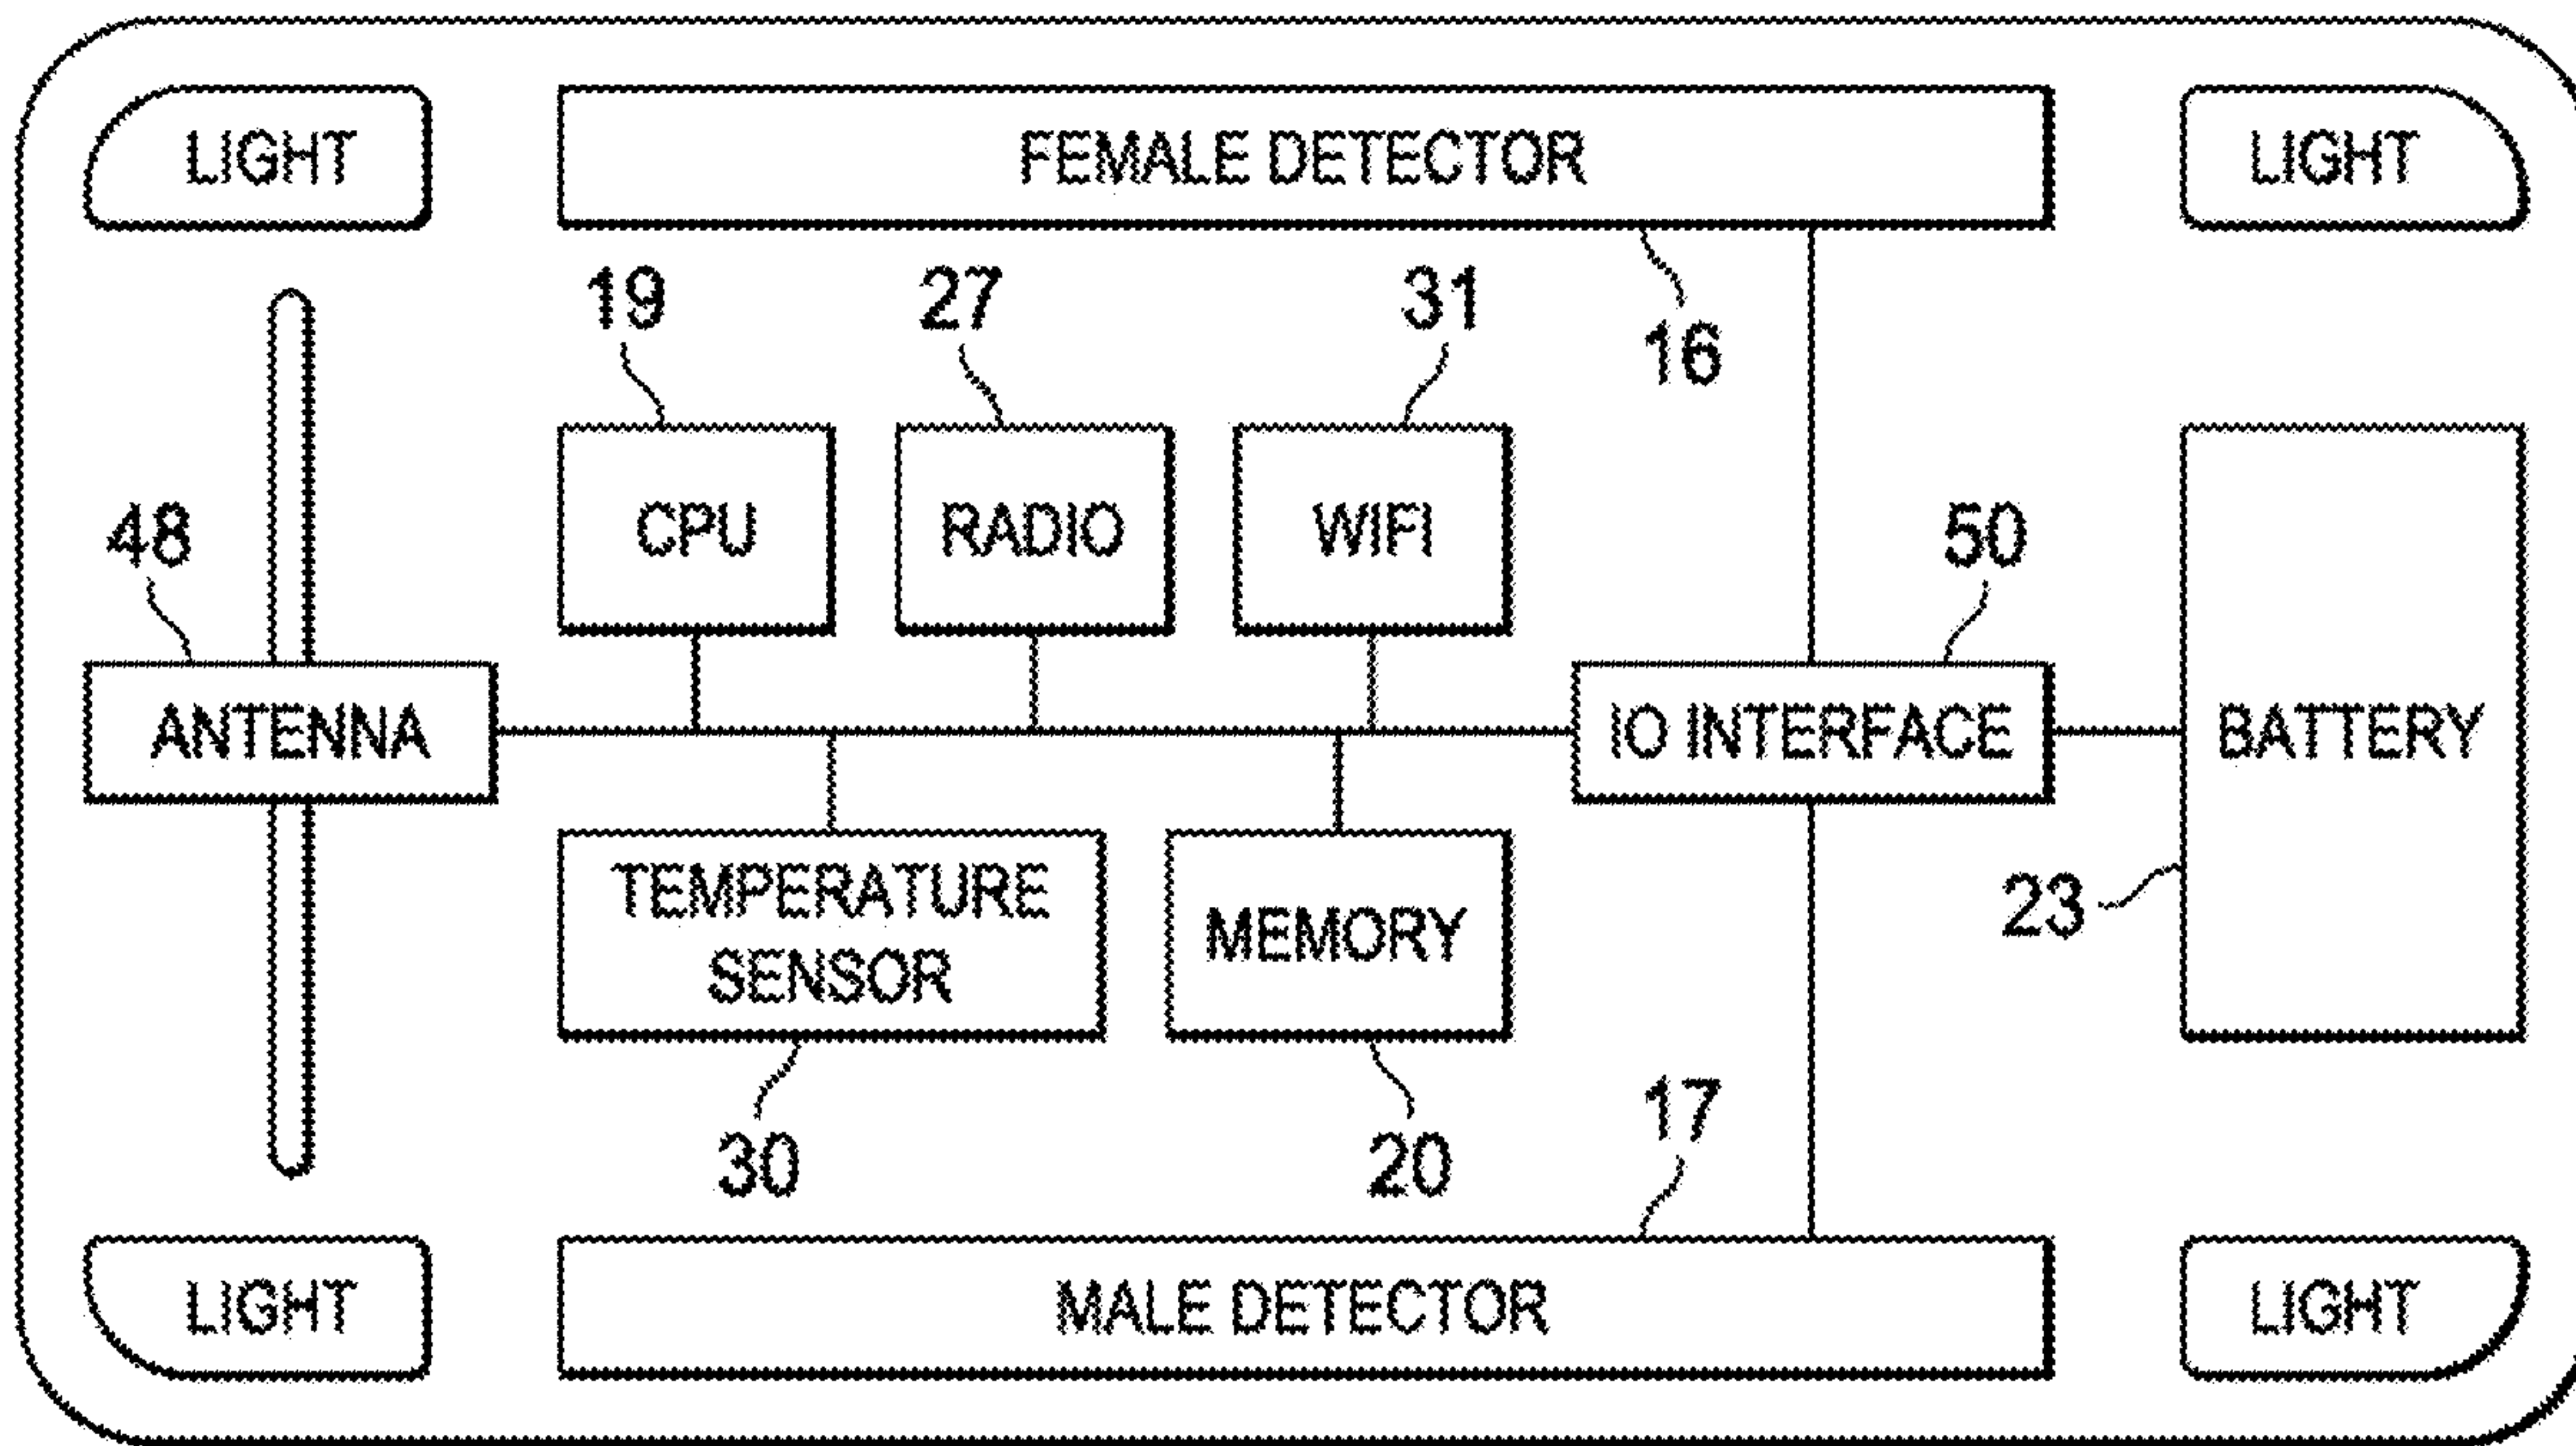 LIGHT
FEMALE DETECTOR
LIGHT
19
27
31
16
CPU
RADIO
WIFI
48
50
ANTENNA
IO INTERFACE
BATTERY
TEMPERATURE
SENSOR
MEMORY
23
30
20
17
LIGHT
MALE DETECTOR
LIGHT